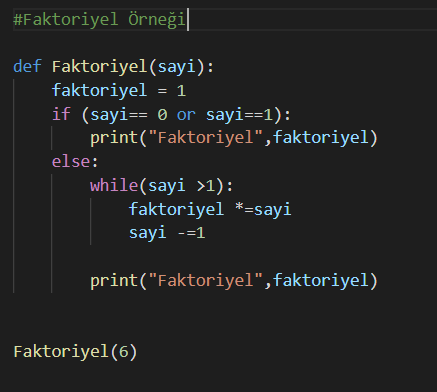 #Faktoriyel Örneği
def Faktoriyel(sayi):
    faktoriyel = 1
    if (sayi== 0 or sayi==1):
        print("Faktoriyel",faktoriyel)
    else:
        while(sayi >1):
            faktoriyel *=sayi
            sayi -=1
        print("Faktoriyel",faktoriyel)
Faktoriyel(6)